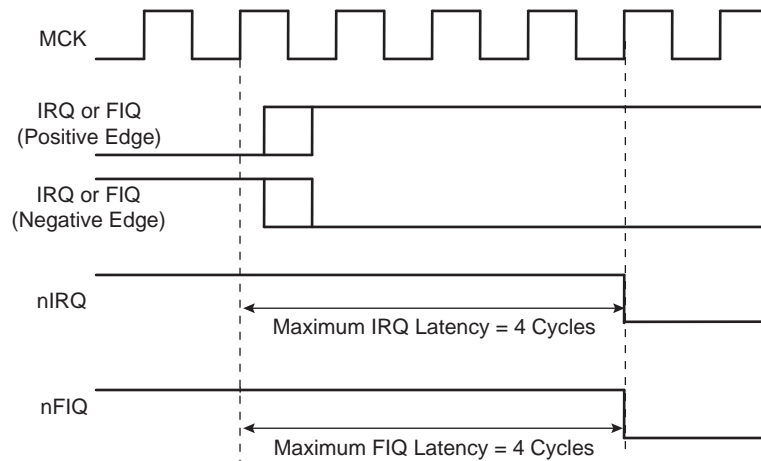 MCK
IRQ or FIQ
(Positive Edge)
IRQ or FIQ
(Negative Edge)
nIRQ
Maximum IRQ Latency = 4 Cycles
nFIQ
Maximum FIQ Latency = 4 Cycles